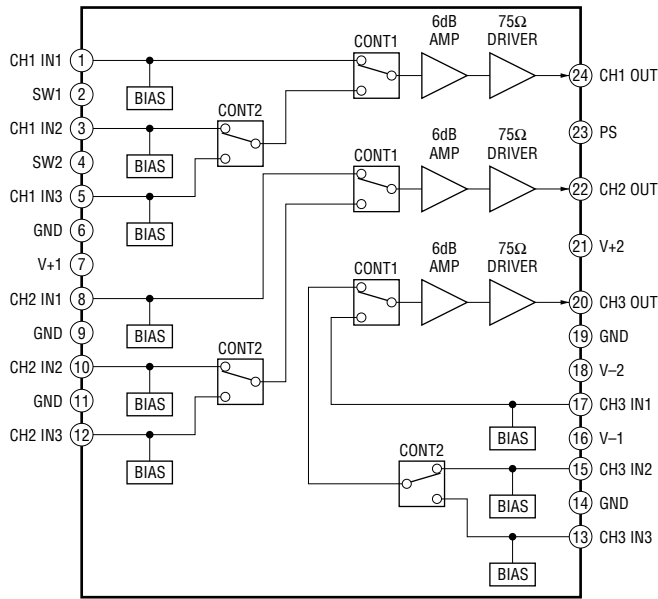 6dB AMP
75Ω DRIVER
CONT1
CH1 IN1 1
24 CH1 OUT
SW1 2
BIAS
CONT2
CH1 IN2 3
23 PS
6dB AMP
75Ω DRIVER
CONT1
SW2 4
BIAS
CH1 IN3 5
22 CH2 OUT
GND 6
BIAS
V+1 7
21 V+2
6dB AMP
75Ω DRIVER
CONT1
CH2 IN1 8
20 CH3 OUT
GND 9
BIAS
19 GND
CONT2
CH2 IN2 10
18 V–2
GND 11
BIAS
17 CH3 IN1
CH2 IN3 12
BIAS
16 V–1
BIAS
CONT2
15 CH3 IN2
BIAS
14 GND
13 CH3 IN3
BIAS